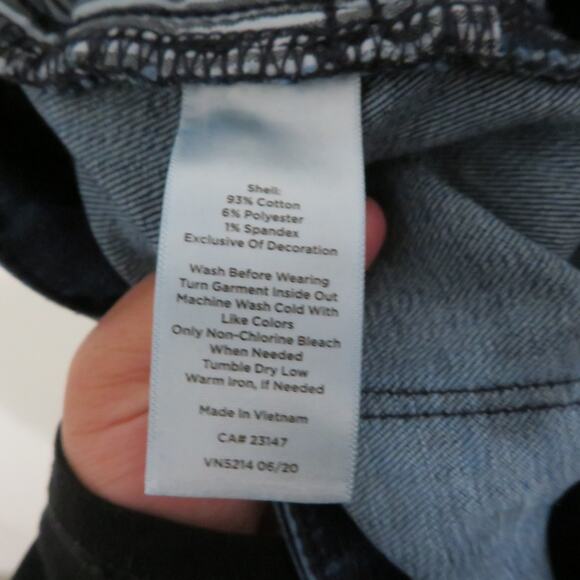 Shell:
93% Cotton
6% Polyester
1% Spandex
Exclusive Of Decoration
Wash Before Wearing
Turn Garment Inside Out
Machine Wash Cold With
Like Colors
Only Non-Chlorine Bleach
When Needed
Tumble Dry Low
Warm Iron, If Needed
Made In Vietnam
CA# 23147
VN5214 06/20